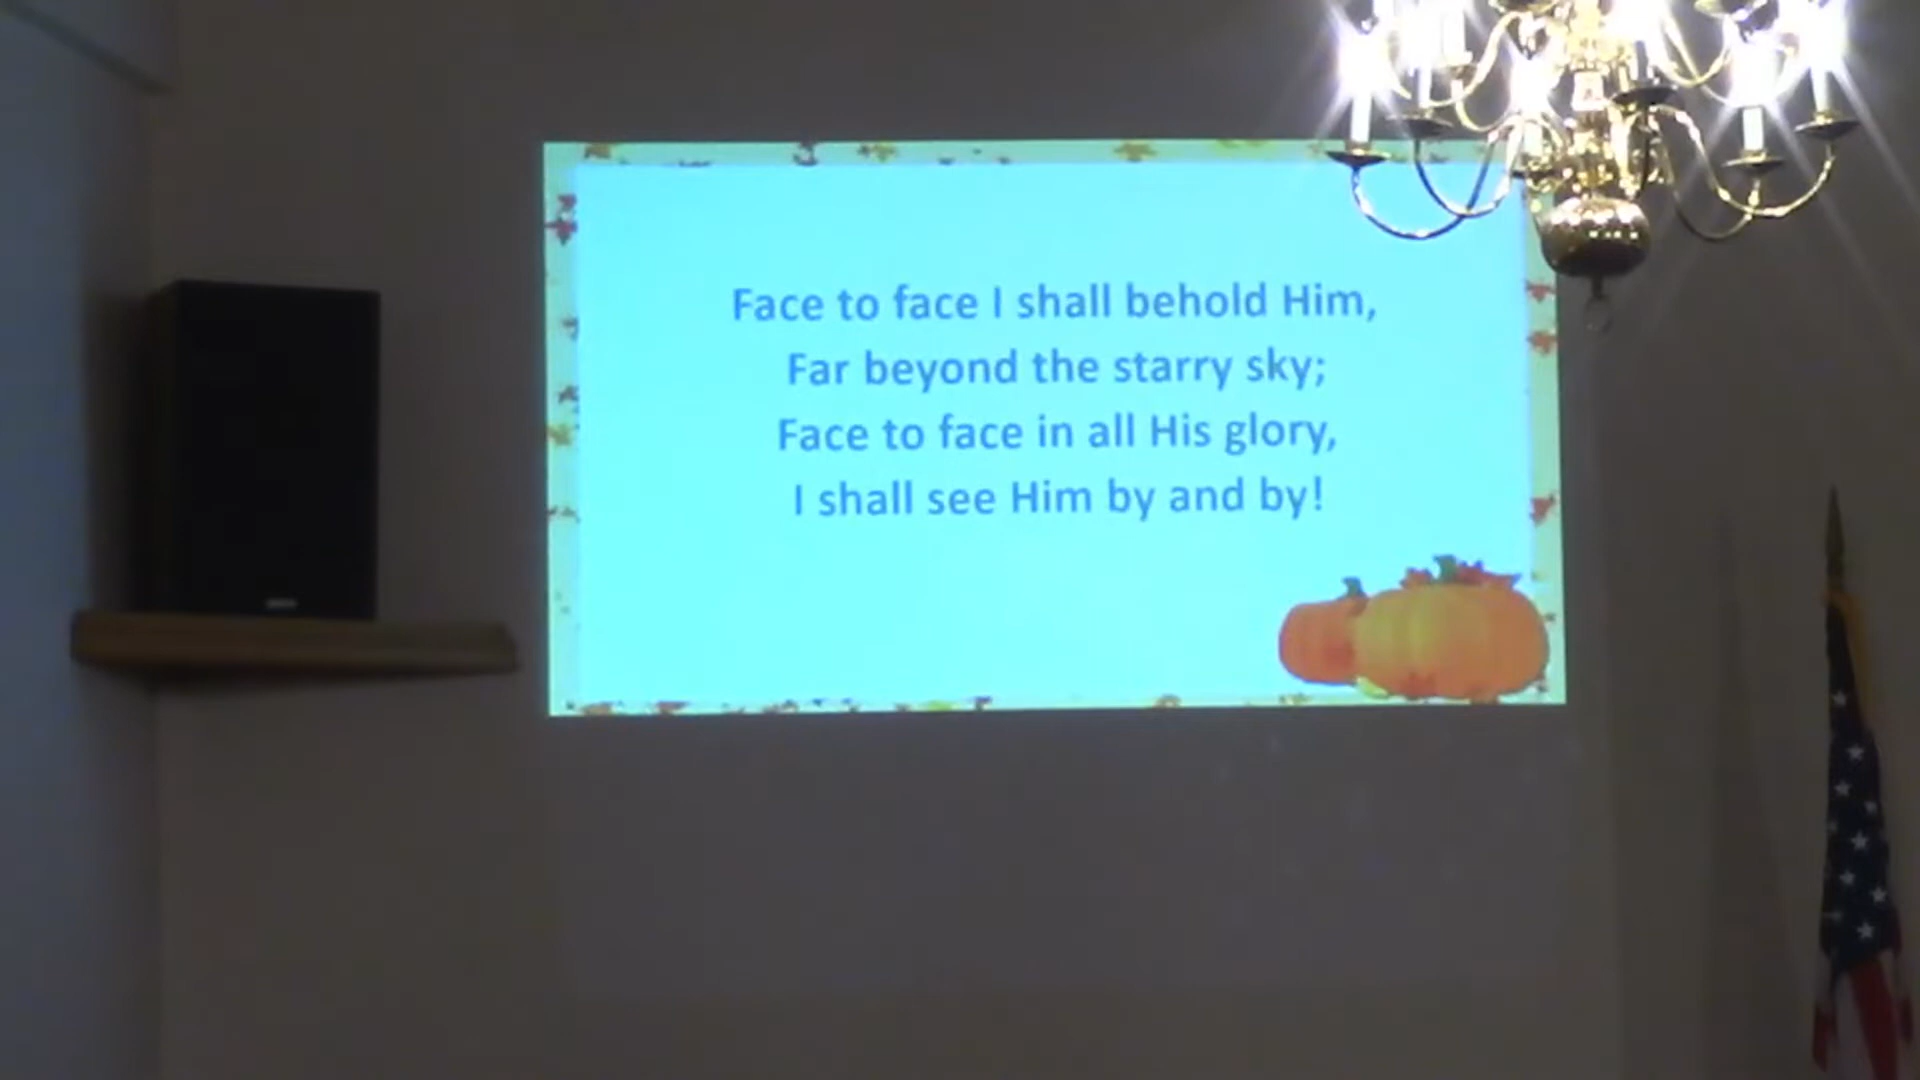 Face to face I shall behold Him,
Far beyond the starry sky;
Face to face in all His glory,
I shall see Him by and by!